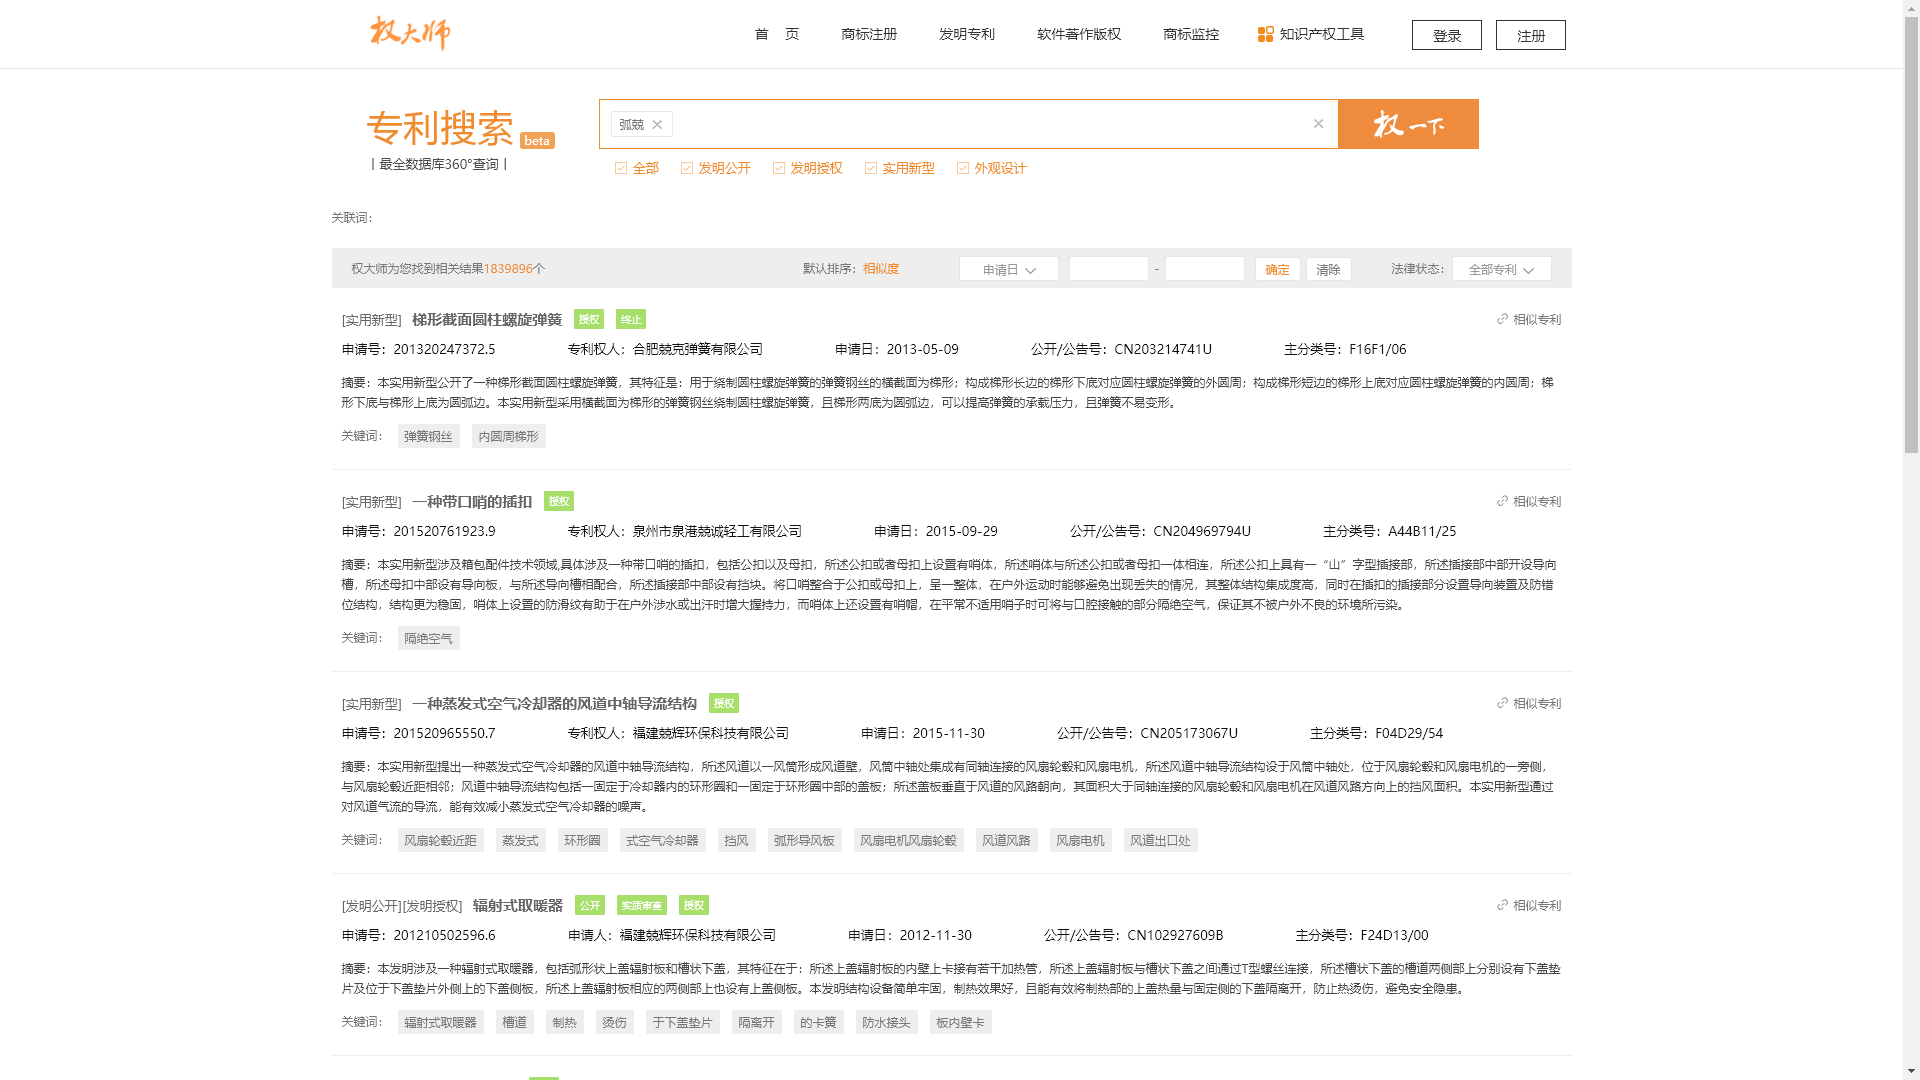 权大师
首 页 商标注册 发明专利 软件著作版权 商标监控 知识产权工具 登录 注册
专利搜索 beta
弧兢 权一下
丨最全数据库360°查询丨
全部 发明公开 发明授权 实用新型 外观设计
关联词:
权大师为您找到相关结果1839896个 默认排序: 相似度 申请日 - 确定 清除 法律状态: 全部专利
[实用新型] 梯形截面圆柱螺旋弹簧 授权 终止 相似专利
申请号: 201320247372.5 专利权人: 合肥兢克弹簧有限公司 申请日: 2013-05-09 公开/公告号: CN203214741U 主分类号: F16F1/06
摘要: 本实用新型公开了一种梯形截面圆柱螺旋弹簧，其特征是：用于绕制圆柱螺旋弹簧的弹簧钢丝的横截面为梯形；构成梯形长边的梯形下底对应圆柱螺旋弹簧的外圆周；构成梯形短边的梯形上底对应圆柱螺旋弹簧的内圆周；梯
形下底与梯形上底为圆弧边。本实用新型采用横截面为梯形的弹簧钢丝绕制圆柱螺旋弹簧，且梯形两底为圆弧边，可以提高弹簧的承载压力，且弹簧不易变形。
关键词: 弹簧钢丝 内圆周梯形
[实用新型] 一种带口哨的插扣 授权 相似专利
申请号: 201520761923.9 专利权人: 泉州市泉港兢诚轻工有限公司 申请日: 2015-09-29 公开/公告号: CN204969794U 主分类号: A44B11/25
摘要: 本实用新型涉及箱包配件技术领域,具体涉及一种带口哨的插扣，包括公扣以及母扣，所述公扣或者母扣上设置有哨体，所述哨体与所述公扣或者母扣一体相连，所述公扣上具有一“山”字型插接部，所述插接部中部开设导向
槽，所述母扣中部设有导向板，与所述导向槽相配合，所述插接部中部设有挡块。将口哨整合于公扣或母扣上，呈一整体，在户外运动时能够避免出现丢失的情况，其整体结构集成度高，同时在插扣的插接部分设置导向装置及防错
位结构，结构更为稳固，哨体上设置的防滑纹有助于在户外涉水或出汗时增大握持力，而哨体上还设置有哨帽，在平常不适用哨子时可将与口腔接触的部分隔绝空气，保证其不被户外不良的环境所污染。
关键词: 隔绝空气
[实用新型] 一种蒸发式空气冷却器的风道中轴导流结构 授权 相似专利
申请号: 201520965550.7 专利权人: 福建兢辉环保科技有限公司 申请日: 2015-11-30 公开/公告号: CN205173067U 主分类号: F04D29/54
摘要: 本实用新型提出一种蒸发式空气冷却器的风道中轴导流结构，所述风道以一风筒形成风道壁，风筒中轴处集成有同轴连接的风扇轮毂和风扇电机，所述风道中轴导流结构设于风筒中轴处，位于风扇轮毂和风扇电机的一旁侧，
与风扇轮毂近距相邻；风道中轴导流结构包括一固定于冷却器内的环形圈和一固定于环形圈中部的盖板；所述盖板垂直于风道的风路朝向，其面积大于同轴连接的风扇轮毂和风扇电机在风道风路方向上的挡风面积。本实用新型通过
对风道气流的导流，能有效减小蒸发式空气冷却器的噪声。
关键词: 风扇轮毂近距 蒸发式 环形圈 式空气冷却器 挡风 弧形导风板 风扇电机风扇轮毂 风道风路 风扇电机 风道出口处
[发明公开][发明授权] 辐射式取暖器 公开 实质审查 授权 相似专利
申请号: 201210502596.6 申请人: 福建兢辉环保科技有限公司 申请日: 2012-11-30 公开/公告号: CN102927609B 主分类号: F24D13/00
摘要: 本发明涉及一种辐射式取暖器，包括弧形状上盖辐射板和槽状下盖，其特征在于：所述上盖辐射板的内壁上卡接有若干加热管，所述上盖辐射板与槽状下盖之间通过T型螺丝连接，所述槽状下盖的槽道两侧部上分别设有下盖垫
片及位于下盖垫片外侧上的下盖侧板，所述上盖辐射板相应的两侧部上也设有上盖侧板。本发明结构设备简单牢固，制热效果好，且能有效将制热部的上盖热量与固定侧的下盖隔离开，防止热烫伤，避免安全隐患。
关键词: 辐射式取暖器 槽道 制热 烫伤 于下盖垫片 隔离开 的卡簧 防水接头 板内壁卡